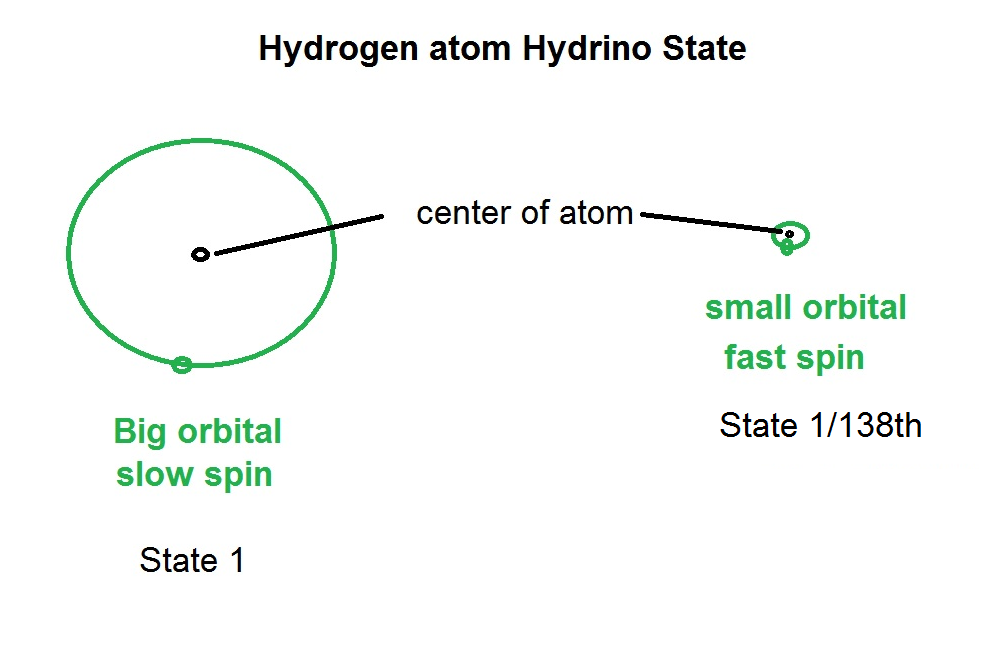 Hydrogen atom Hydrino State
center of atom
small orbital
fast spin
State 1/138th
Big orbital
slow spin
State 1